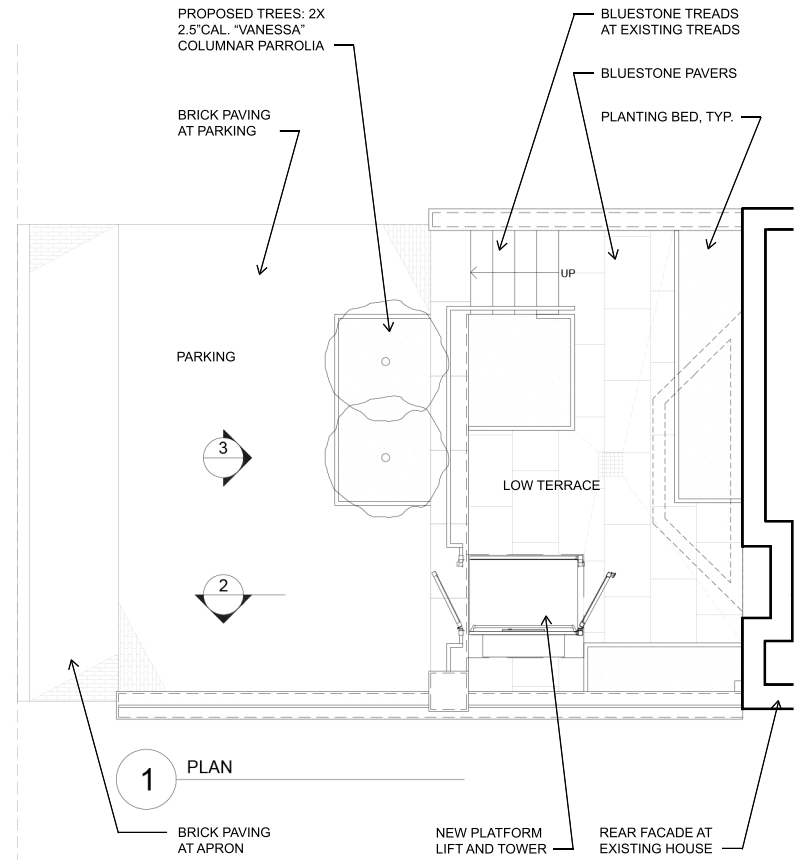 PROPOSED TREES: 2X
2.5"CAL. “VANESSA”
COLUMNAR PARROLIA
BLUESTONE TREADS
AT EXISTING TREADS
BLUESTONE PAVERS
BRICK PAVING
AT PARKING
PLANTING BED, TYP.
UP
PARKING
3
LOW TERRACE
2
1
PLAN
BRICK PAVING
AT APRON
NEW PLATFORM
LIFT AND TOWER
REAR FACADE AT
EXISTING HOUSE